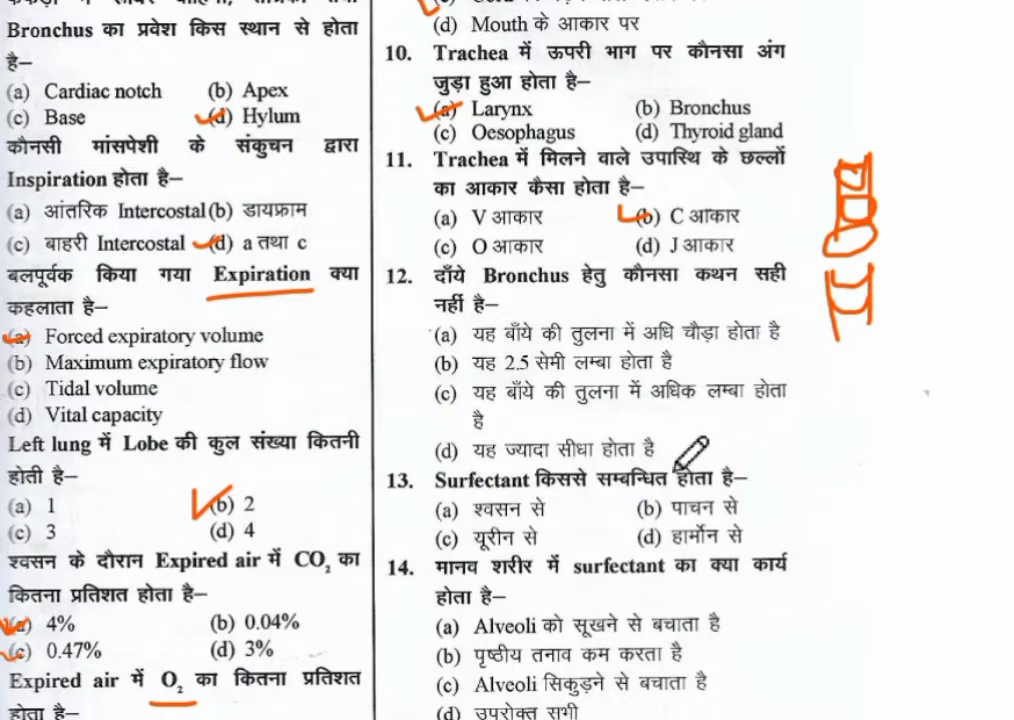 Bronchus का प्रवेश किस स्थान से होता
है–
(a) Cardiac notch (b) Apex
(c) Base (d) Hylum
कौनसी मांसपेशी के संकुचन द्वारा
Inspiration होता है–
(a) आंतरिक Intercostal (b) डायफ्राम
(c) बाहरी Intercostal (d) a तथा c
बलपूर्वक किया गया Expiration क्या
कहलाता है–
(a) Forced expiratory volume
(b) Maximum expiratory flow
(c) Tidal volume
(d) Vital capacity
Left lung में Lobe की कुल संख्या कितनी
होती है–
(a) 1 (b) 2
(c) 3 (d) 4
श्वसन के दौरान Expired air में CO₂ का
कितना प्रतिशत होता है–
(a) 4% (b) 0.04%
(c) 0.47% (d) 3%
Expired air में O₂ का कितना प्रतिशत
होता है–
(d) Mouth के आकार पर
10. Trachea में ऊपरी भाग पर कौनसा अंग
जुड़ा हुआ होता है–
(a) Larynx (b) Bronchus
(c) Oesophagus (d) Thyroid gland
11. Trachea में मिलने वाले उपास्थि के छल्लों
का आकार कैसा होता है–
(a) V आकार (b) C आकार
(c) O आकार (d) J आकार
12. दाँये Bronchus हेतु कौनसा कथन सही
नहीं है–
(a) यह बाँये की तुलना में अधि चौड़ा होता है
(b) यह 2.5 सेमी लम्बा होता है
(c) यह बाँये की तुलना में अधिक लम्बा होता
है
(d) यह ज्यादा सीधा होता है
13. Surfectant किससे सम्बन्धित होता है–
(a) श्वसन से (b) पाचन से
(c) यूरीन से (d) हार्मोन से
14. मानव शरीर में surfectant का क्या कार्य
होता है–
(a) Alveoli को सूखने से बचाता है
(b) पृष्ठीय तनाव कम करता है
(c) Alveoli सिकुड़ने से बचाता है
(d) उपरोक्त सभी